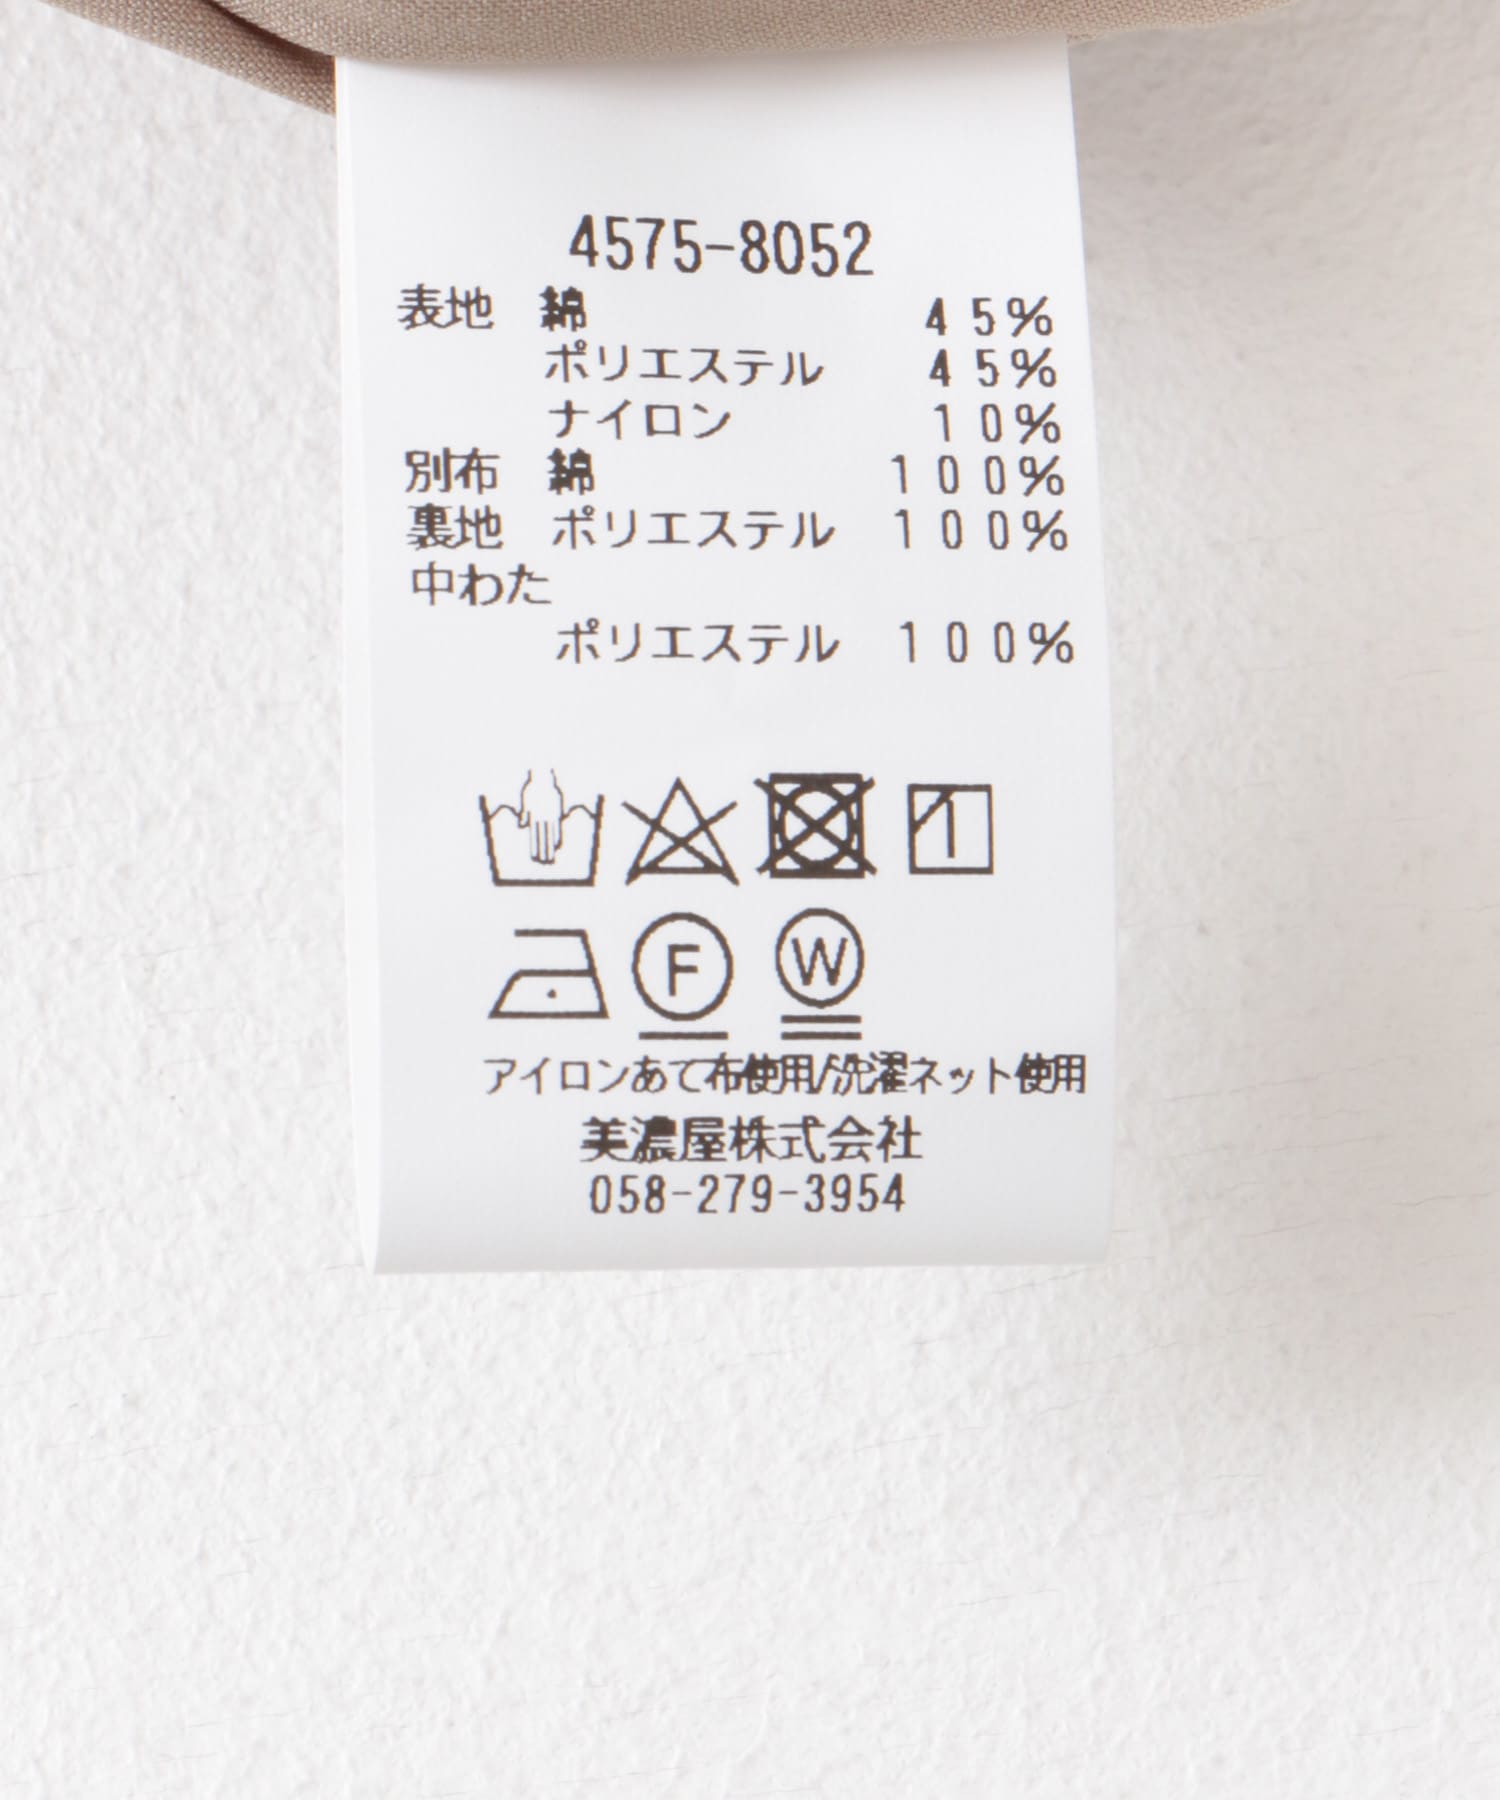 4575-8052
表地 綿 45%
ポリエステル 45%
ナイロン 10%
別布 綿 100%
裏地 ポリエステル 100%
中わた
ポリエステル 100%
F W
アイロンあて布使用/洗濯ネット使用
美濃屋株式会社
058-279-3954